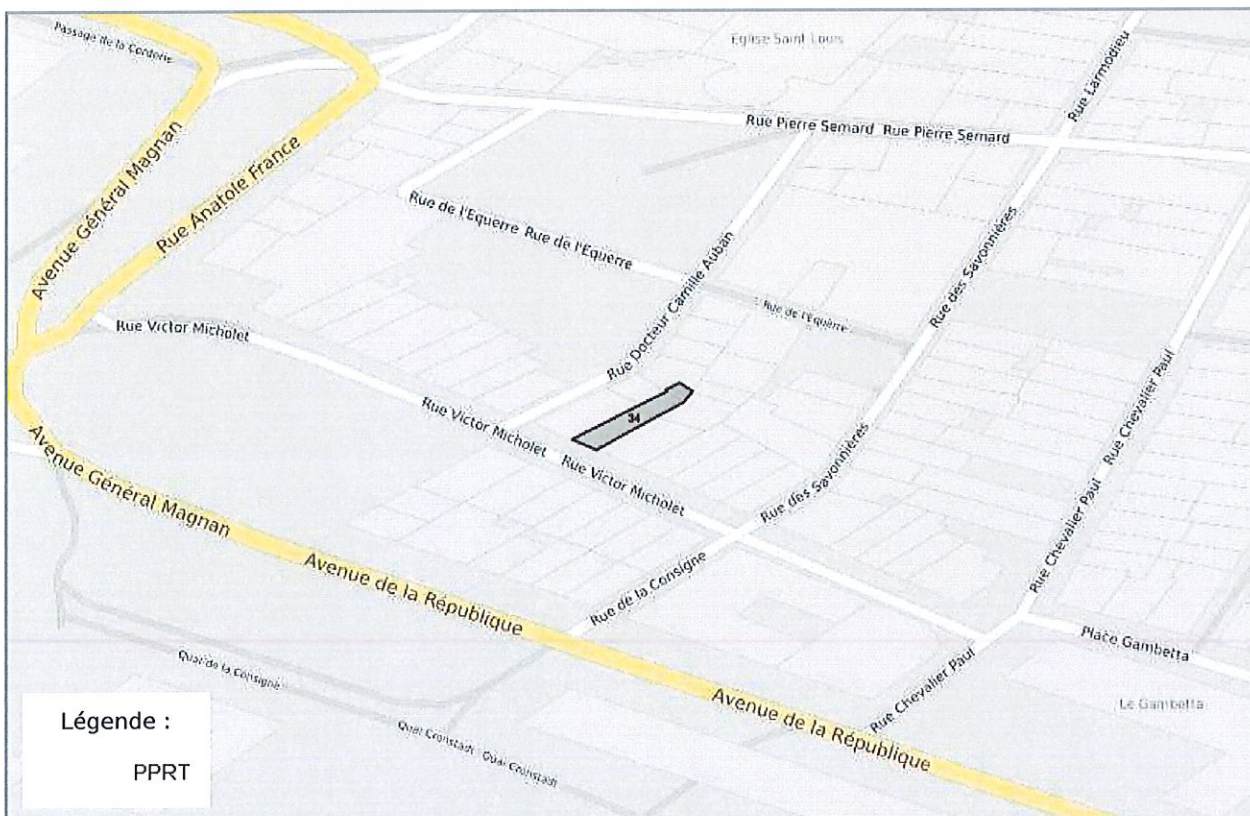 Passage de la Corderie
Eglise Saint Louis
Rue Larmodieu
Avenue Général Magnan
Rue Anatole France
Rue Pierre Semard Rue Pierre Semard
Rue de l'Equerre Rue de l'Equerre
Rue Docteur Camille Auban
Rue des Savonnières
Rue de l'Equerre
Rue Victor Micholet
Rue Chevalier Paul
Rue Victor Micholet
34
Rue Victor Micholet
Avenue Général Magnan
Rue des Savonnières
Rue Chevalier Paul
Avenue de la République
Rue de la Consigne
Place Gambetta
Quai de la Consigne
Rue Chevalier Paul
Le Gambetta
Avenue de la République
Quai Cronstadt Quai Cronstadt
Légende :
PPRT